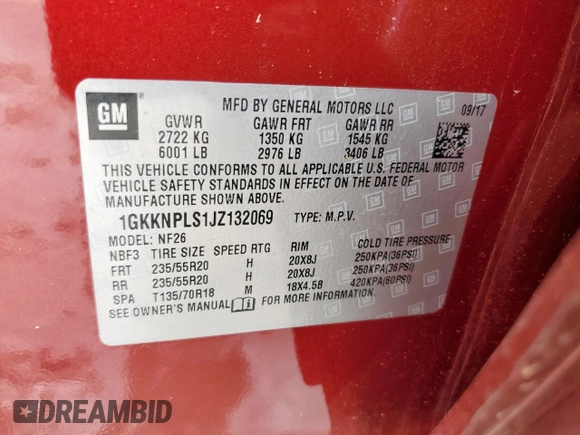 GM
MFD BY GENERAL MOTORS LLC 09/17
GVWR GAWR FRT GAWR RR
2722 KG 1350 KG 1545 KG
6001 LB 2976 LB 3406 LB
THIS VEHICLE CONFORMS TO ALL APPLICABLE U.S. FEDERAL MOTOR
VEHICLE SAFETY STANDARDS IN EFFECT ON THE DATE OF
MANUFACTURE SHOWN ABOVE.
1GKKNPLS1JZ132069 TYPE: M.P.V.
MODEL: NF26
NBF3 TIRE SIZE SPEED RTG RIM COLD TIRE PRESSURE
FRT 235/55R20 H 20X8J 250KPA(36PSI)
RR 235/55R20 H 20X8J 250KPA(36PSI)
SPA T135/70R18 M 18X4.5B 420KPA(60PSI)
SEE OWNER'S MANUAL FOR MORE INFORMATION
DREAMBID